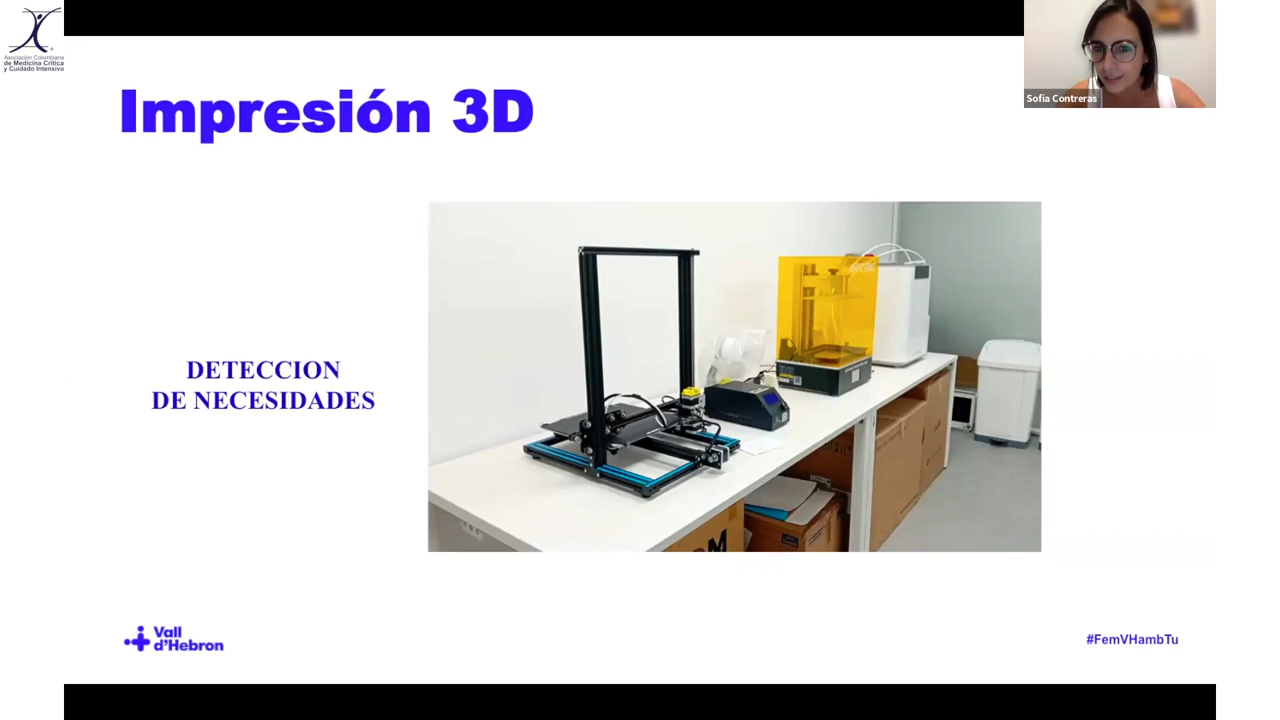 Asociación Colombiana
de Medicina Crítica
y Cuidado Intensivo
Sofia Contreras
Impresión 3D
DETECCION
DE NECESIDADES
Vall
d'Hebron
#FemVHambTu